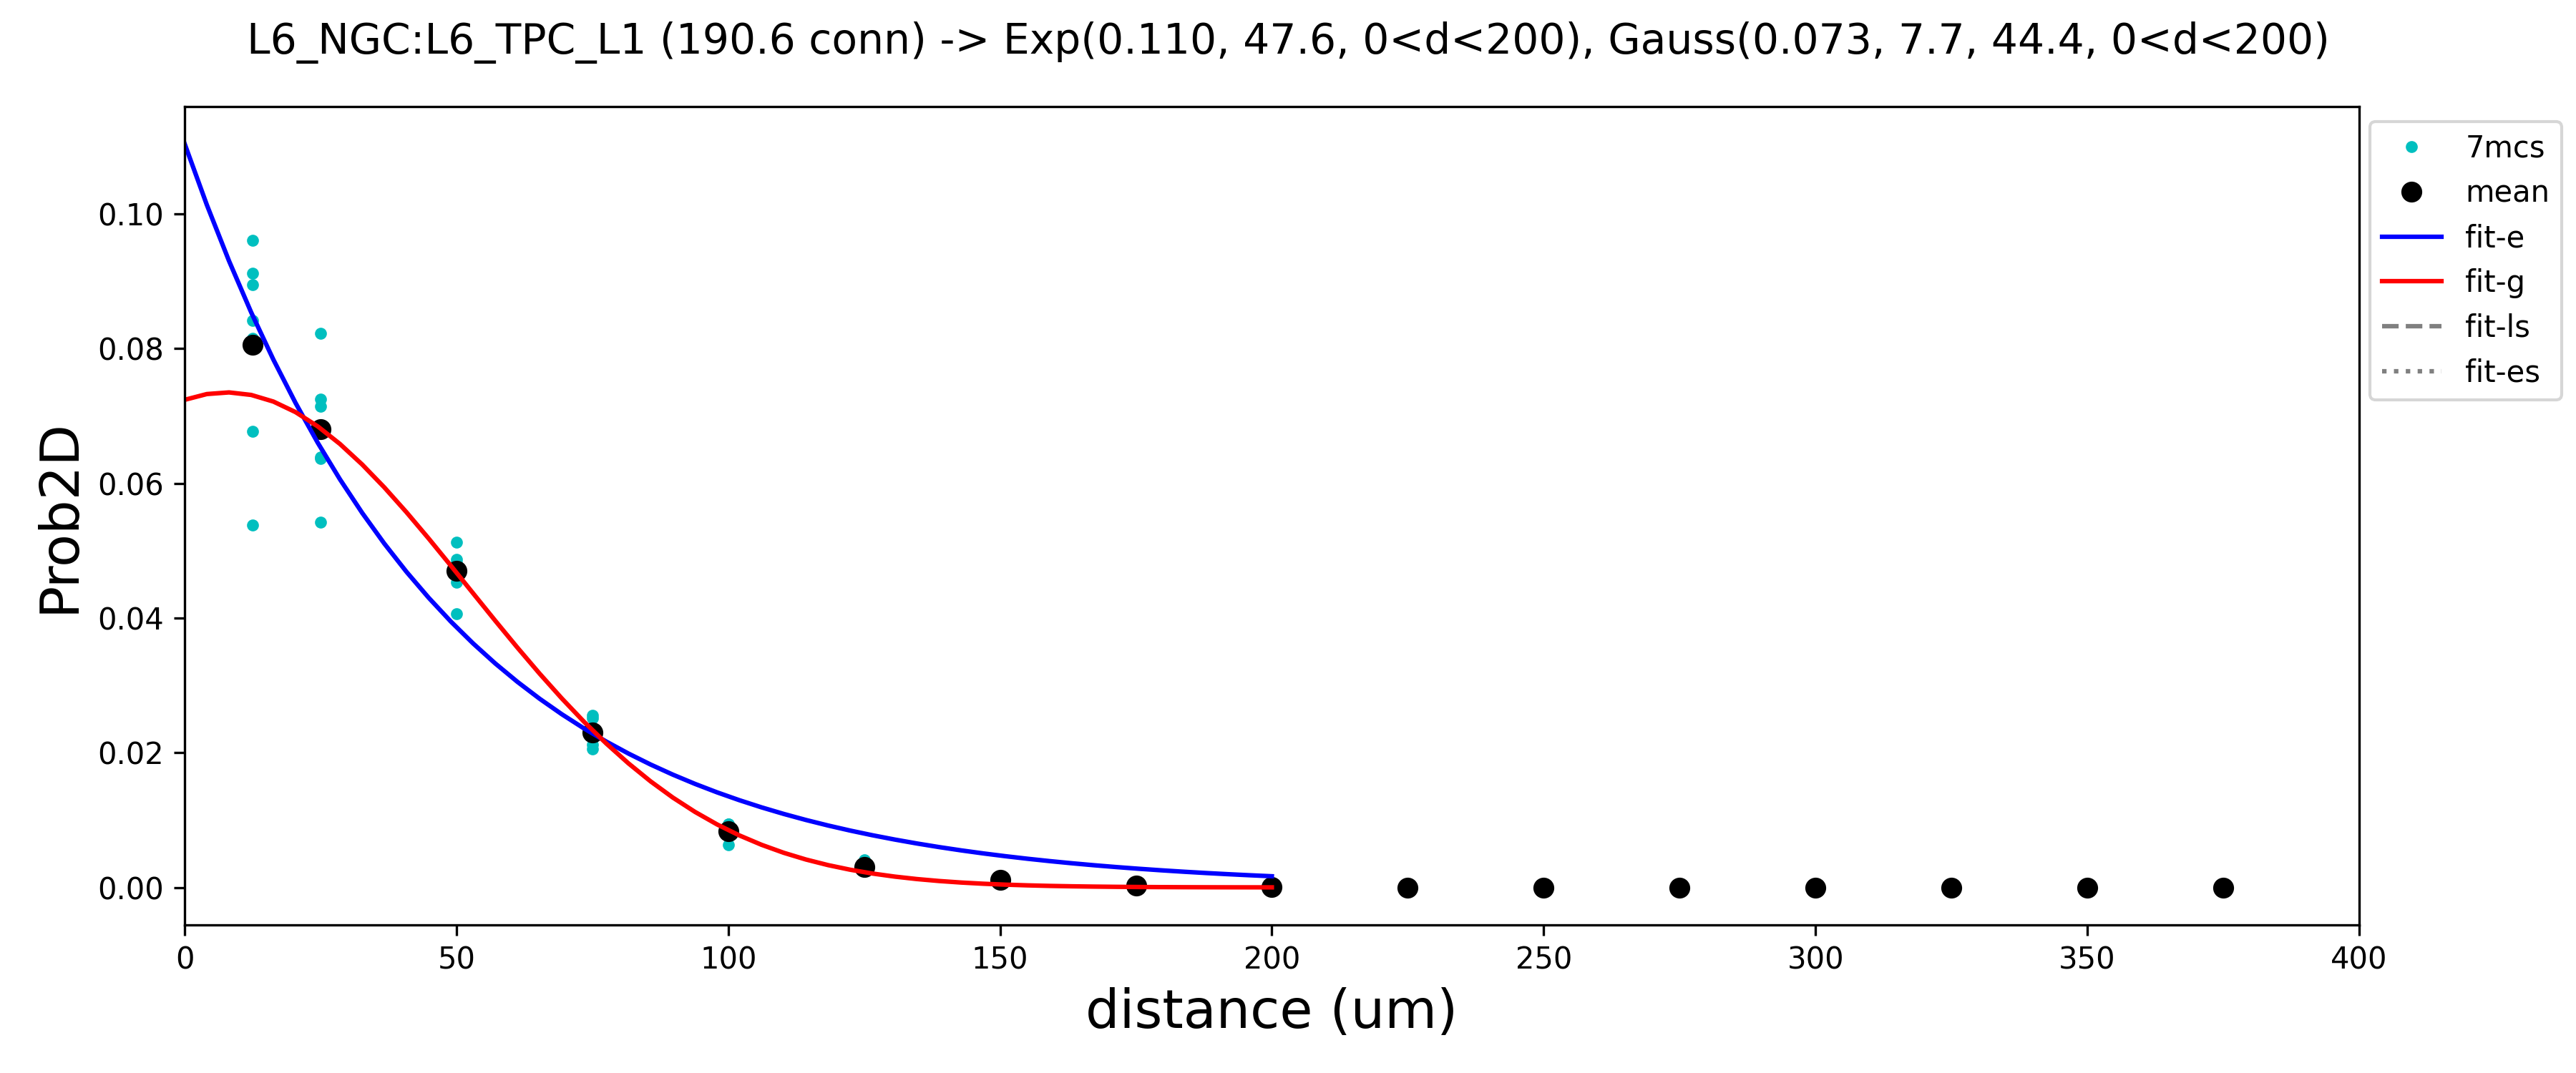 L6_NGC:L6_TPC_L1 (190.6 conn) -> Exp(0.110, 47.6, 0<d<200), Gauss(0.073, 7.7, 44.4, 0<d<200)
7mcs
mean
fit-e
fit-g
fit-ls
fit-es
Prob2D
0.10
0.08
0.06
0.04
0.02
0.00
0 50 100 150 200 250 300 350 400
distance (um)